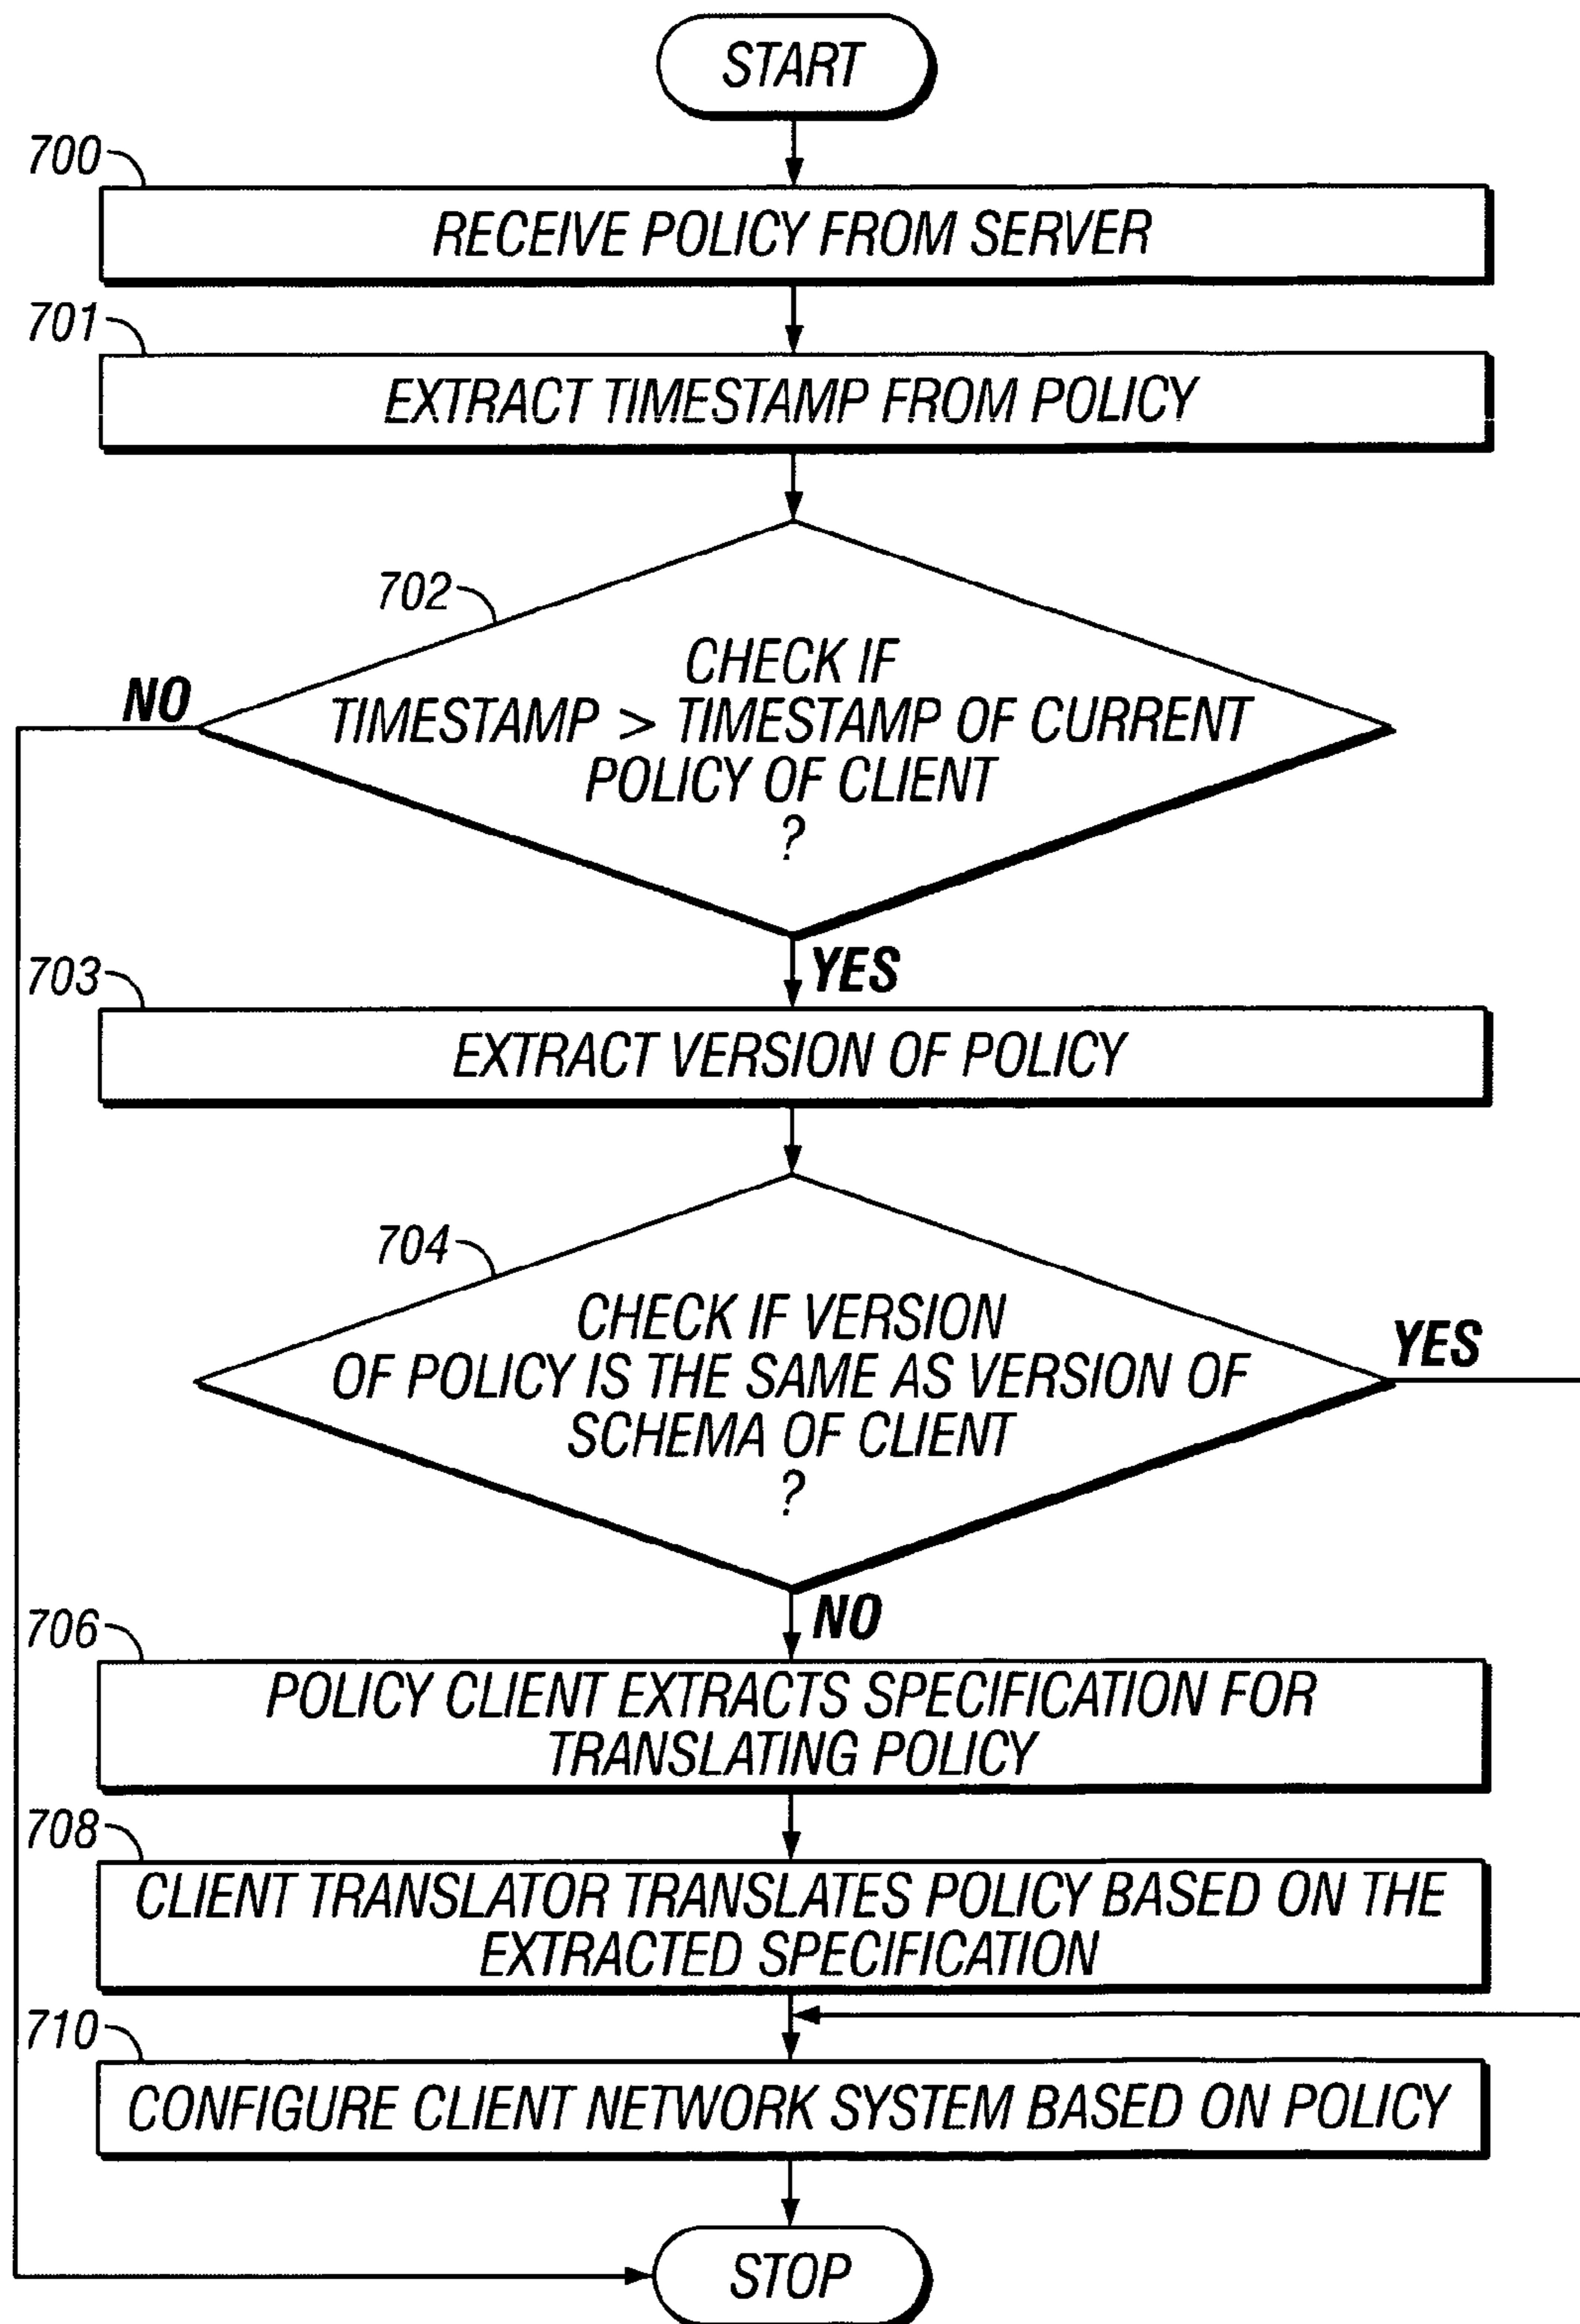 START
700
RECEIVE POLICY FROM SERVER
701
EXTRACT TIMESTAMP FROM POLICY
702
CHECK IF
TIMESTAMP > TIMESTAMP OF CURRENT
POLICY OF CLIENT
?
NO
YES
703
EXTRACT VERSION OF POLICY
704
CHECK IF VERSION
OF POLICY IS THE SAME AS VERSION OF
SCHEMA OF CLIENT
?
YES
NO
706
POLICY CLIENT EXTRACTS SPECIFICATION FOR
TRANSLATING POLICY
708
CLIENT TRANSLATOR TRANSLATES POLICY BASED ON THE
EXTRACTED SPECIFICATION
710
CONFIGURE CLIENT NETWORK SYSTEM BASED ON POLICY
STOP